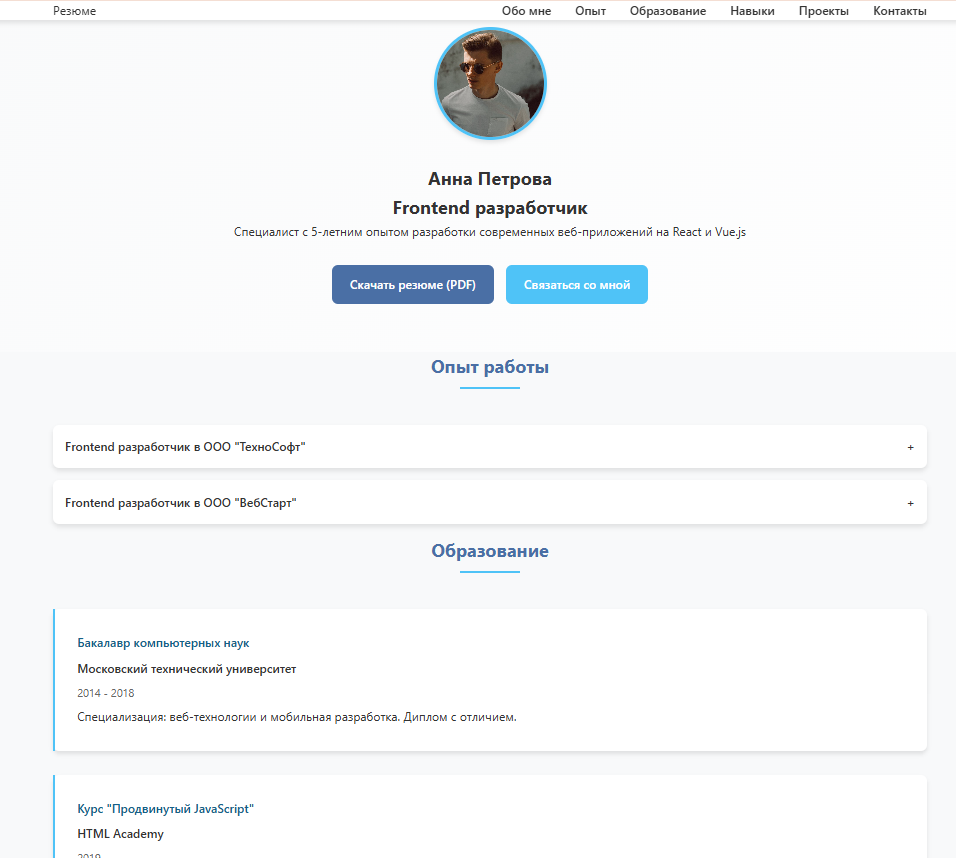 Резюме
Обо мне Опыт Образование Навыки Проекты Контакты
Анна Петрова
Frontend разработчик
Специалист с 5-летним опытом разработки современных веб-приложений на React и Vue.js
Скачать резюме (PDF) Связаться со мной
Опыт работы
Frontend разработчик в ООО "ТехноСофт" +
Frontend разработчик в ООО "ВебСтарт" +
Образование
Бакалавр компьютерных наук
Московский технический университет
2014 - 2018
Специализация: веб-технологии и мобильная разработка. Диплом с отличием.
Курс "Продвинутый JavaScript"
HTML Academy
2019